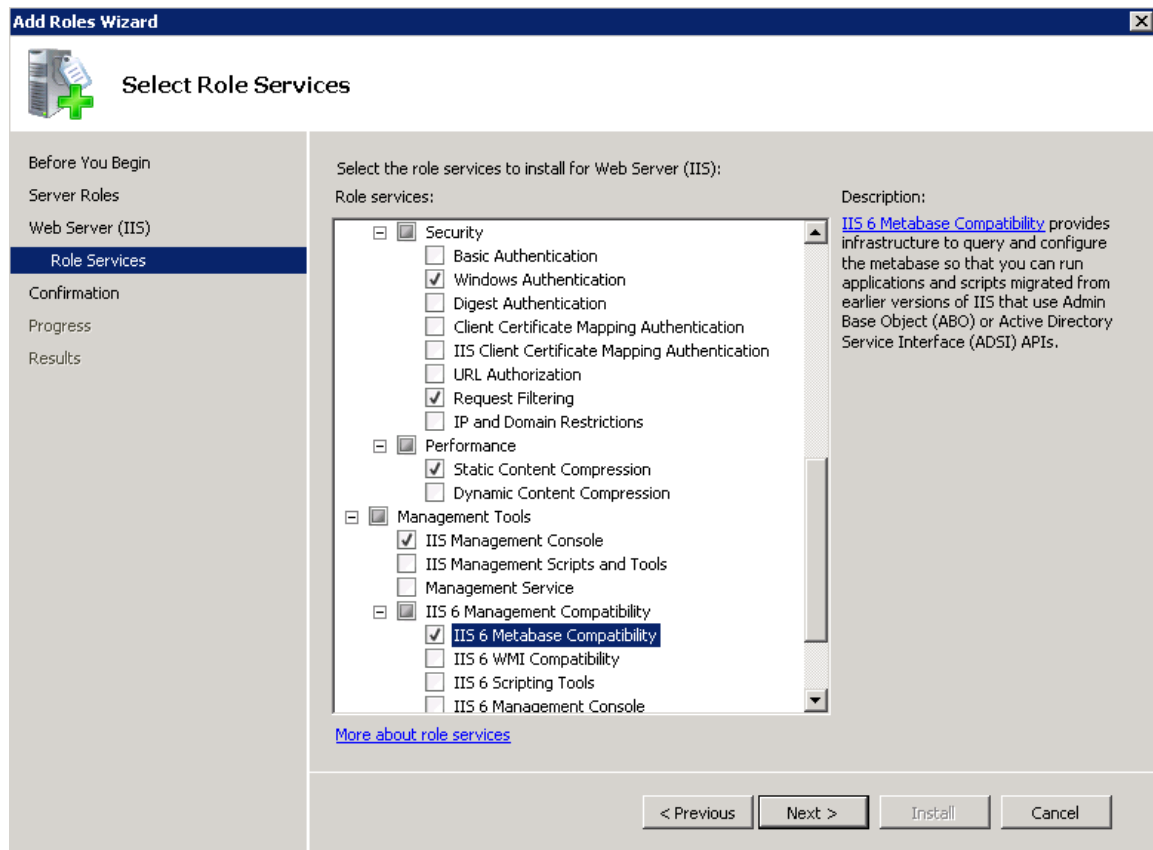 Add Roles Wizard
Select Role Services
Before You Begin
Server Roles
Web Server (IIS)
Role Services
Confirmation
Progress
Results
Select the role services to install for Web Server (IIS):
Role services:
Security
Basic Authentication
Windows Authentication
Digest Authentication
Client Certificate Mapping Authentication
IIS Client Certificate Mapping Authentication
URL Authorization
Request Filtering
IP and Domain Restrictions
Performance
Static Content Compression
Dynamic Content Compression
Management Tools
IIS Management Console
IIS Management Scripts and Tools
Management Service
IIS 6 Management Compatibility
IIS 6 Metabase Compatibility
IIS 6 WMI Compatibility
IIS 6 Scripting Tools
IIS 6 Management Console
More about role services
Description:
IIS 6 Metabase Compatibility provides
infrastructure to query and configure
the metabase so that you can run
applications and scripts migrated from
earlier versions of IIS that use Admin
Base Object (ABO) or Active Directory
Service Interface (ADSI) APIs.
< Previous
Next >
Install
Cancel